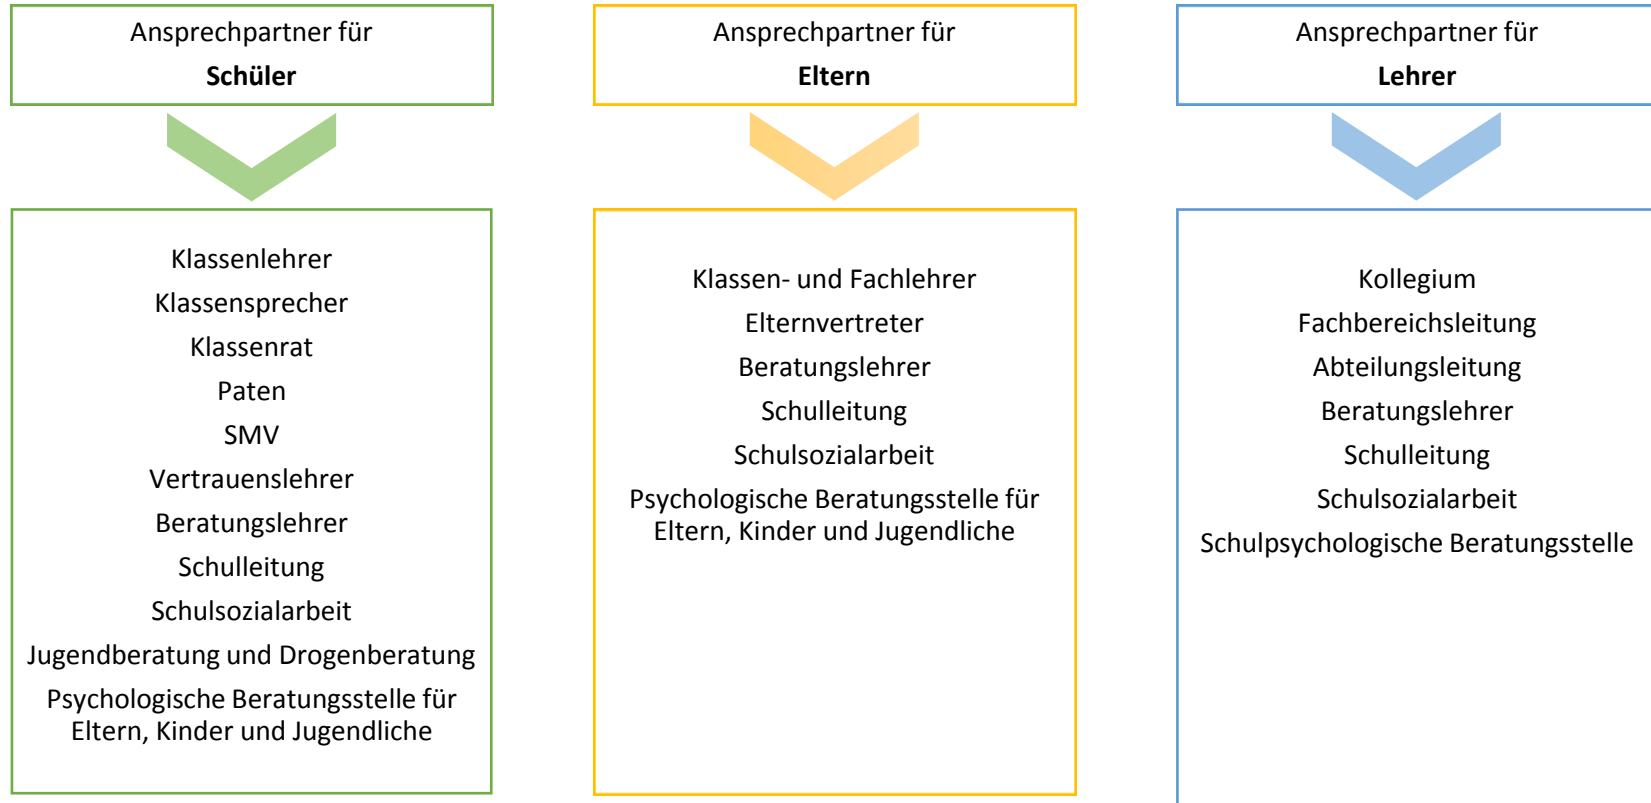 Ansprechpartner für
Schüler
Klassenlehrer
Klassensprecher
Klassenrat
Paten
SMV
Vertrauenslehrer
Beratungslehrer
Schulleitung
Schulsozialarbeit
Jugendberatung und Drogenberatung
Psychologische Beratungsstelle für
Eltern, Kinder und Jugendliche
Ansprechpartner für
Eltern
Klassen- und Fachlehrer
Elternvertreter
Beratungslehrer
Schulleitung
Schulsozialarbeit
Psychologische Beratungsstelle für
Eltern, Kinder und Jugendliche
Ansprechpartner für
Lehrer
Kollegium
Fachbereichsleitung
Abteilungsleitung
Beratungslehrer
Schulleitung
Schulsozialarbeit
Schulpsychologische Beratungsstelle